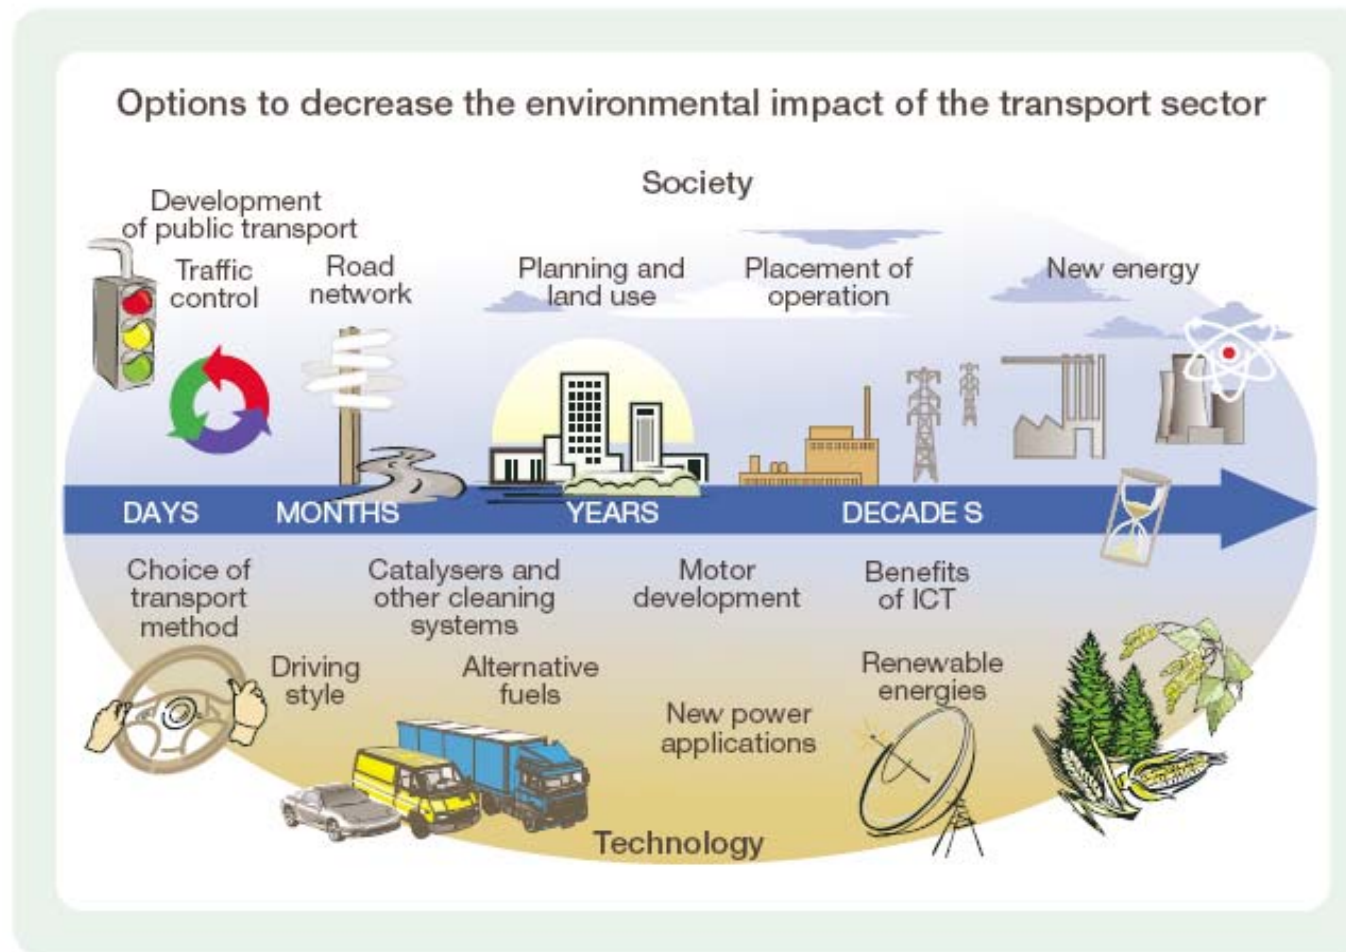 Options to decrease the environmental impact of the transport sector
Society
Development
of public transport
Traffic
control
Road
network
Planning and
land use
Placement of
operation
New energy
DAYS
MONTHS
YEARS
DECADE S
Choice of
transport
method
Catalysers and
other cleaning
systems
Motor
development
Benefits
of ICT
Driving
style
Alternative
fuels
New power
applications
Renewable
energies
Technology